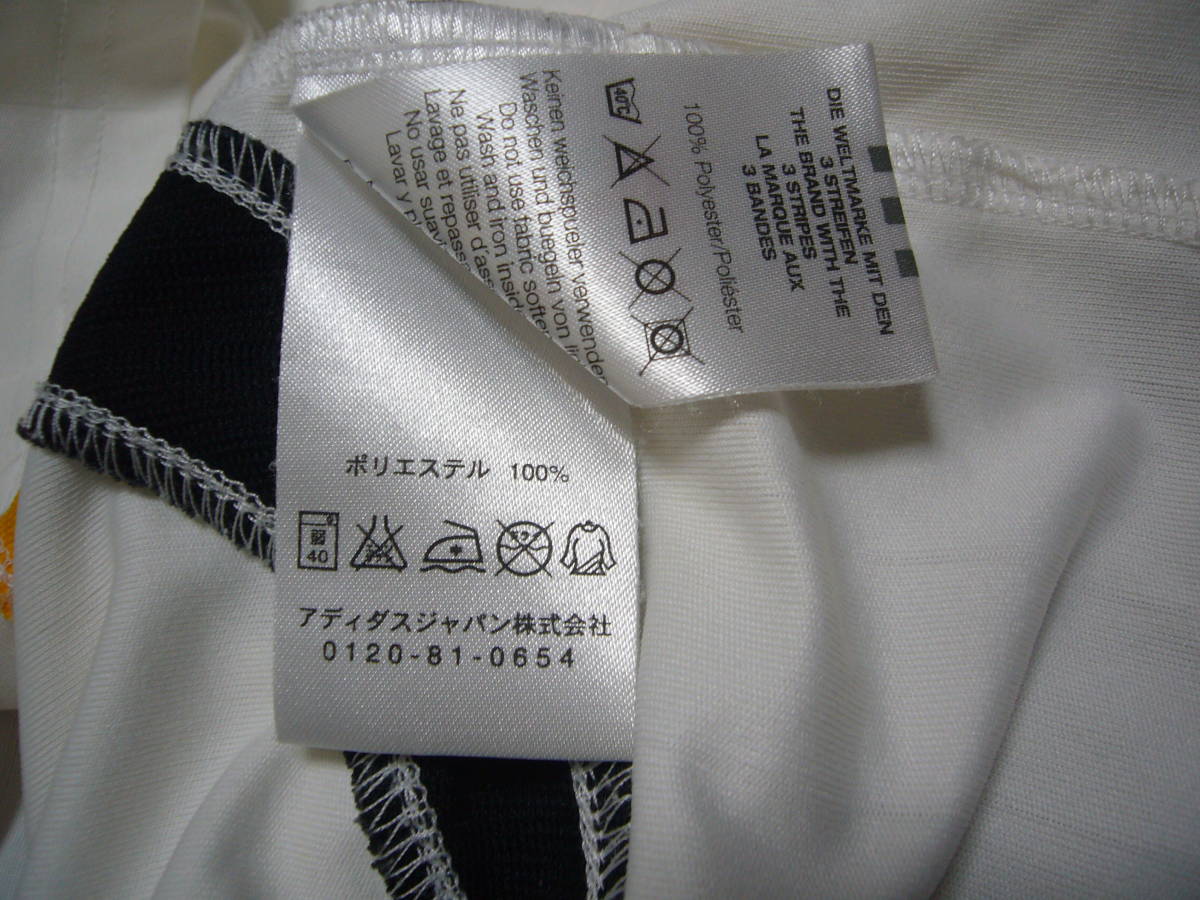 DIE WELTMARKE MIT DEN
3 STREIFEN
THE BRAND WITH THE
3 STRIPES
LA MARQUE AUX
3 BANDES
100% Polyester/Poliéster
40°C
Keinen weichspueler verwenden
Waschen und buegeln von
Do not use fabric softe
Wash and iron insid
Ne pas utiliser d'ass
Lavage et repass
No usar suav
Lavar y
ポリエステル 100%
弱
40
アディダスジャパン株式会社
0120-81-0654